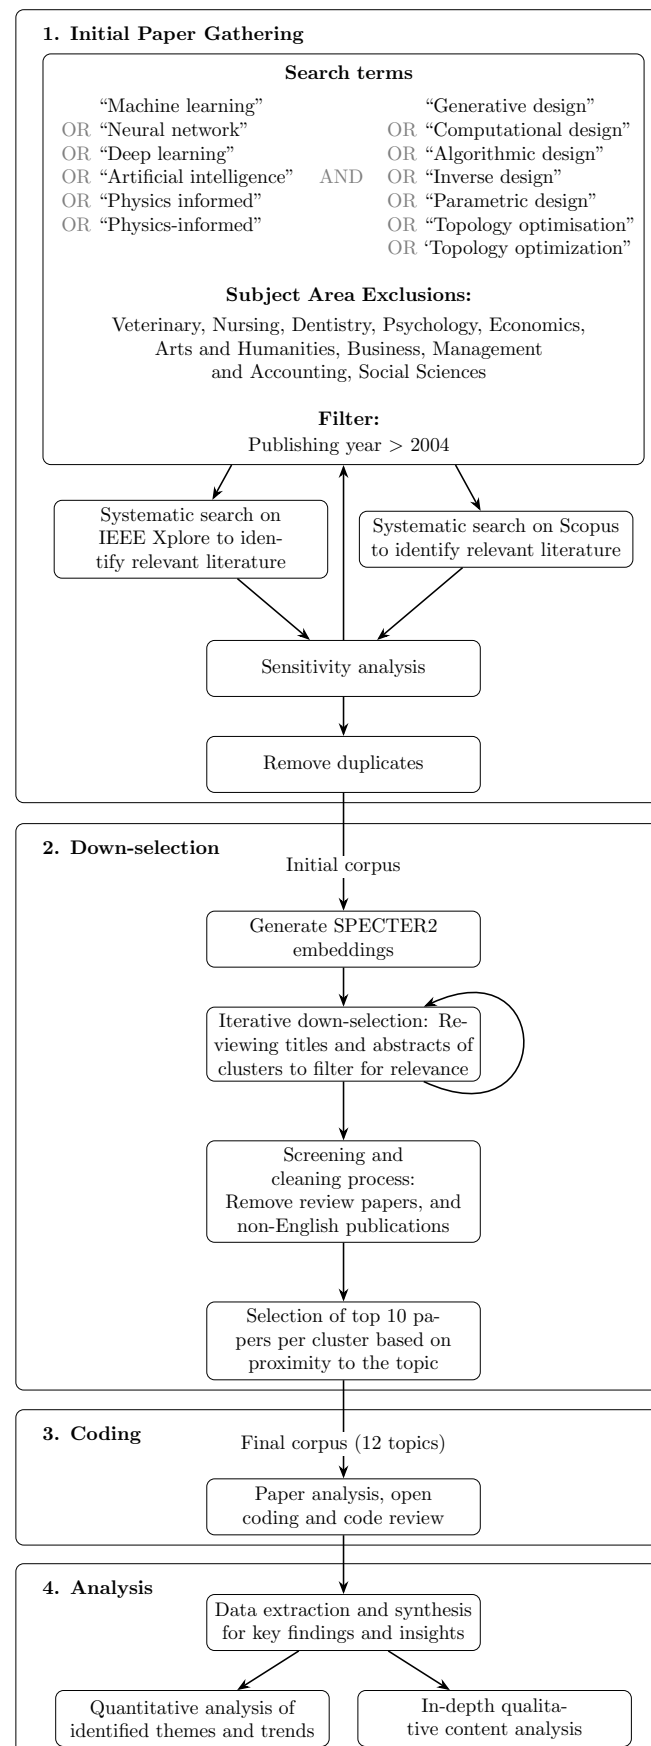 1. Initial Paper Gathering
Search terms
“Machine learning”
OR “Neural network”
OR “Deep learning”
OR “Artificial intelligence”
OR “Physics informed”
OR “Physics-informed”
AND
“Generative design”
OR “Computational design”
OR “Algorithmic design”
OR “Inverse design”
OR “Parametric design”
OR “Topology optimisation”
OR ‘Topology optimization”
Subject Area Exclusions:
Veterinary, Nursing, Dentistry, Psychology, Economics,
Arts and Humanities, Business, Management
and Accounting, Social Sciences
Filter:
Publishing year > 2004
Systematic search on
IEEE Xplore to iden-
tify relevant literature
Systematic search on Scopus
to identify relevant literature
Sensitivity analysis
Remove duplicates
2. Down-selection
Initial corpus
Generate SPECTER2
embeddings
Iterative down-selection: Re-
viewing titles and abstracts of
clusters to filter for relevance
Screening and
cleaning process:
Remove review papers, and
non-English publications
Selection of top 10 pa-
pers per cluster based on
proximity to the topic
3. Coding
Final corpus (12 topics)
Paper analysis, open
coding and code review
4. Analysis
Data extraction and synthesis
for key findings and insights
Quantitative analysis of
identified themes and trends
In-depth qualita-
tive content analysis